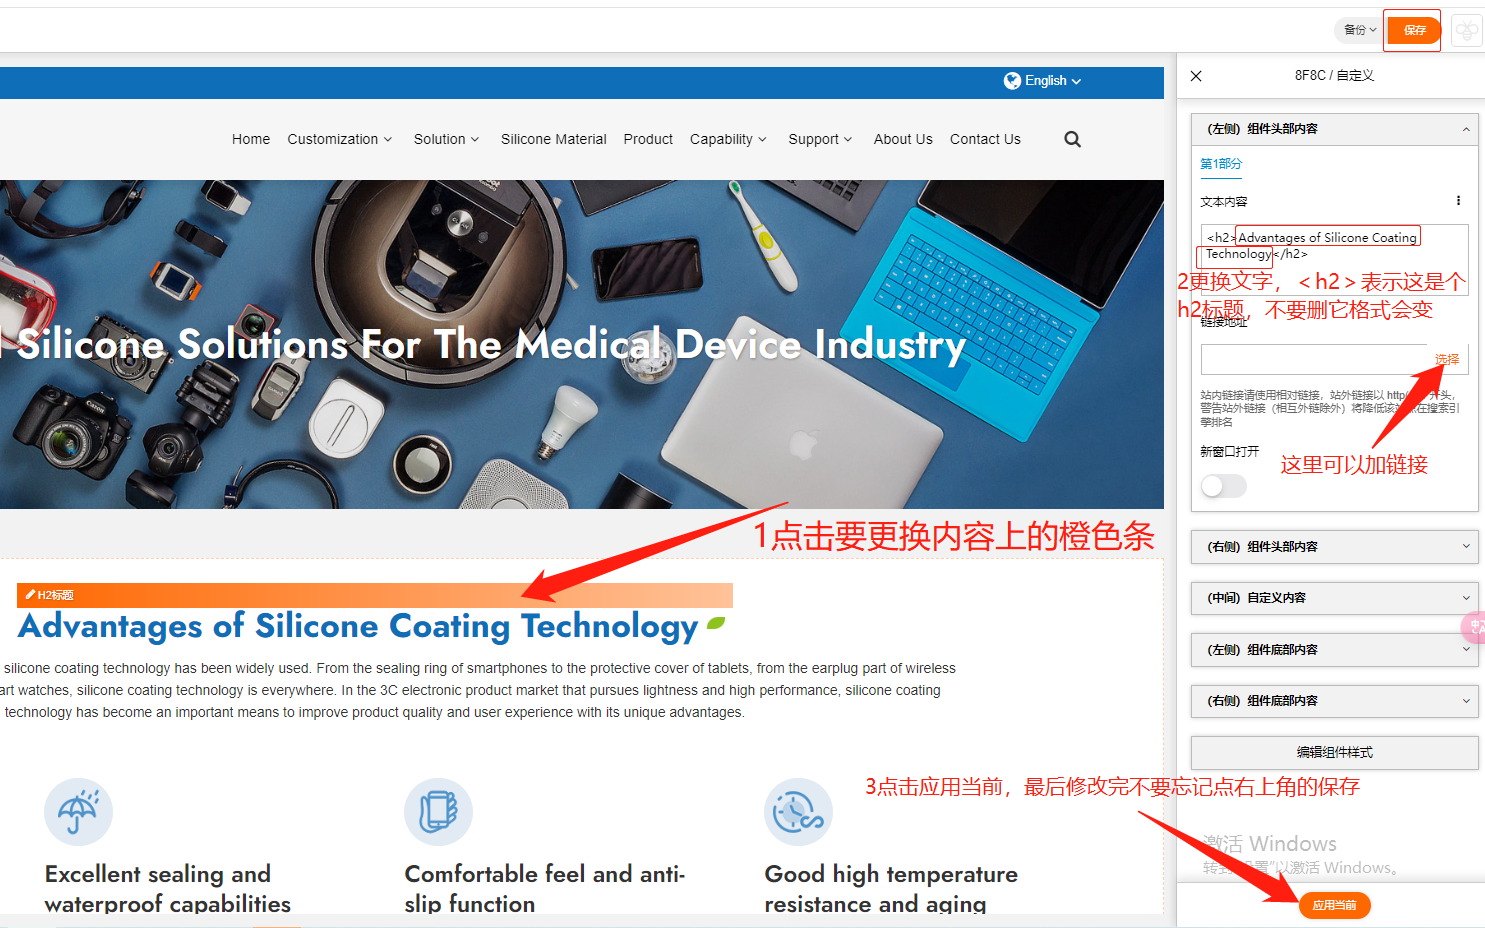 备份
保存
English
8F8C / 自定义
Home Customization Solution Silicone Material Product Capability Support About Us Contact Us
(左侧) 组件头部内容
第1部分
文本内容
<h2>Advantages of Silicone Coating
Technology</h2>
2更换文字，<h2>表示这是个
h2标题，不要删它格式会变
链接地址
选择
站内链接请使用相对链接，站外链接以 http 开头，
警告站外链接（相互外链除外）将降低该 在搜索引
擎排名
新窗口打开
这里可以加链接
Silicone Solutions For The Medical Device Industry
Canon
1点击要更换内容上的橙色条
(右侧) 组件头部内容
(中间) 自定义内容
(左侧) 组件底部内容
(右侧) 组件底部内容
编辑组件样式
H2标题
Advantages of Silicone Coating Technology
silicone coating technology has been widely used. From the sealing ring of smartphones to the protective cover of tablets, from the earplug part of wireless
art watches, silicone coating technology is everywhere. In the 3C electronic product market that pursues lightness and high performance, silicone coating
technology has become an important means to improve product quality and user experience with its unique advantages.
3点击应用当前，最后修改完不要忘记点右上角的保存
Excellent sealing and
waterproof capabilities
Comfortable feel and anti-
slip function
Good high temperature
resistance and aging
激活 Windows
转到"设置"以激活 Windows。
应用当前